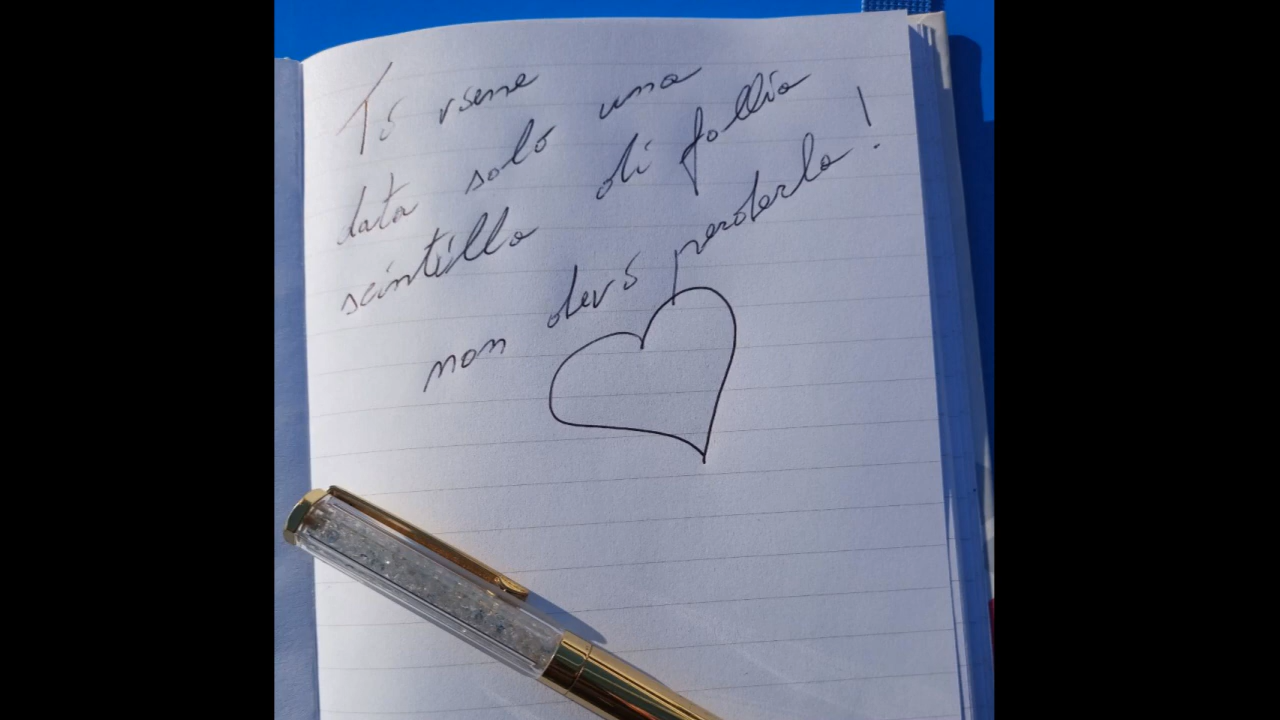 Ti viene
data solo una
scintilla di follia
non devi perderla!